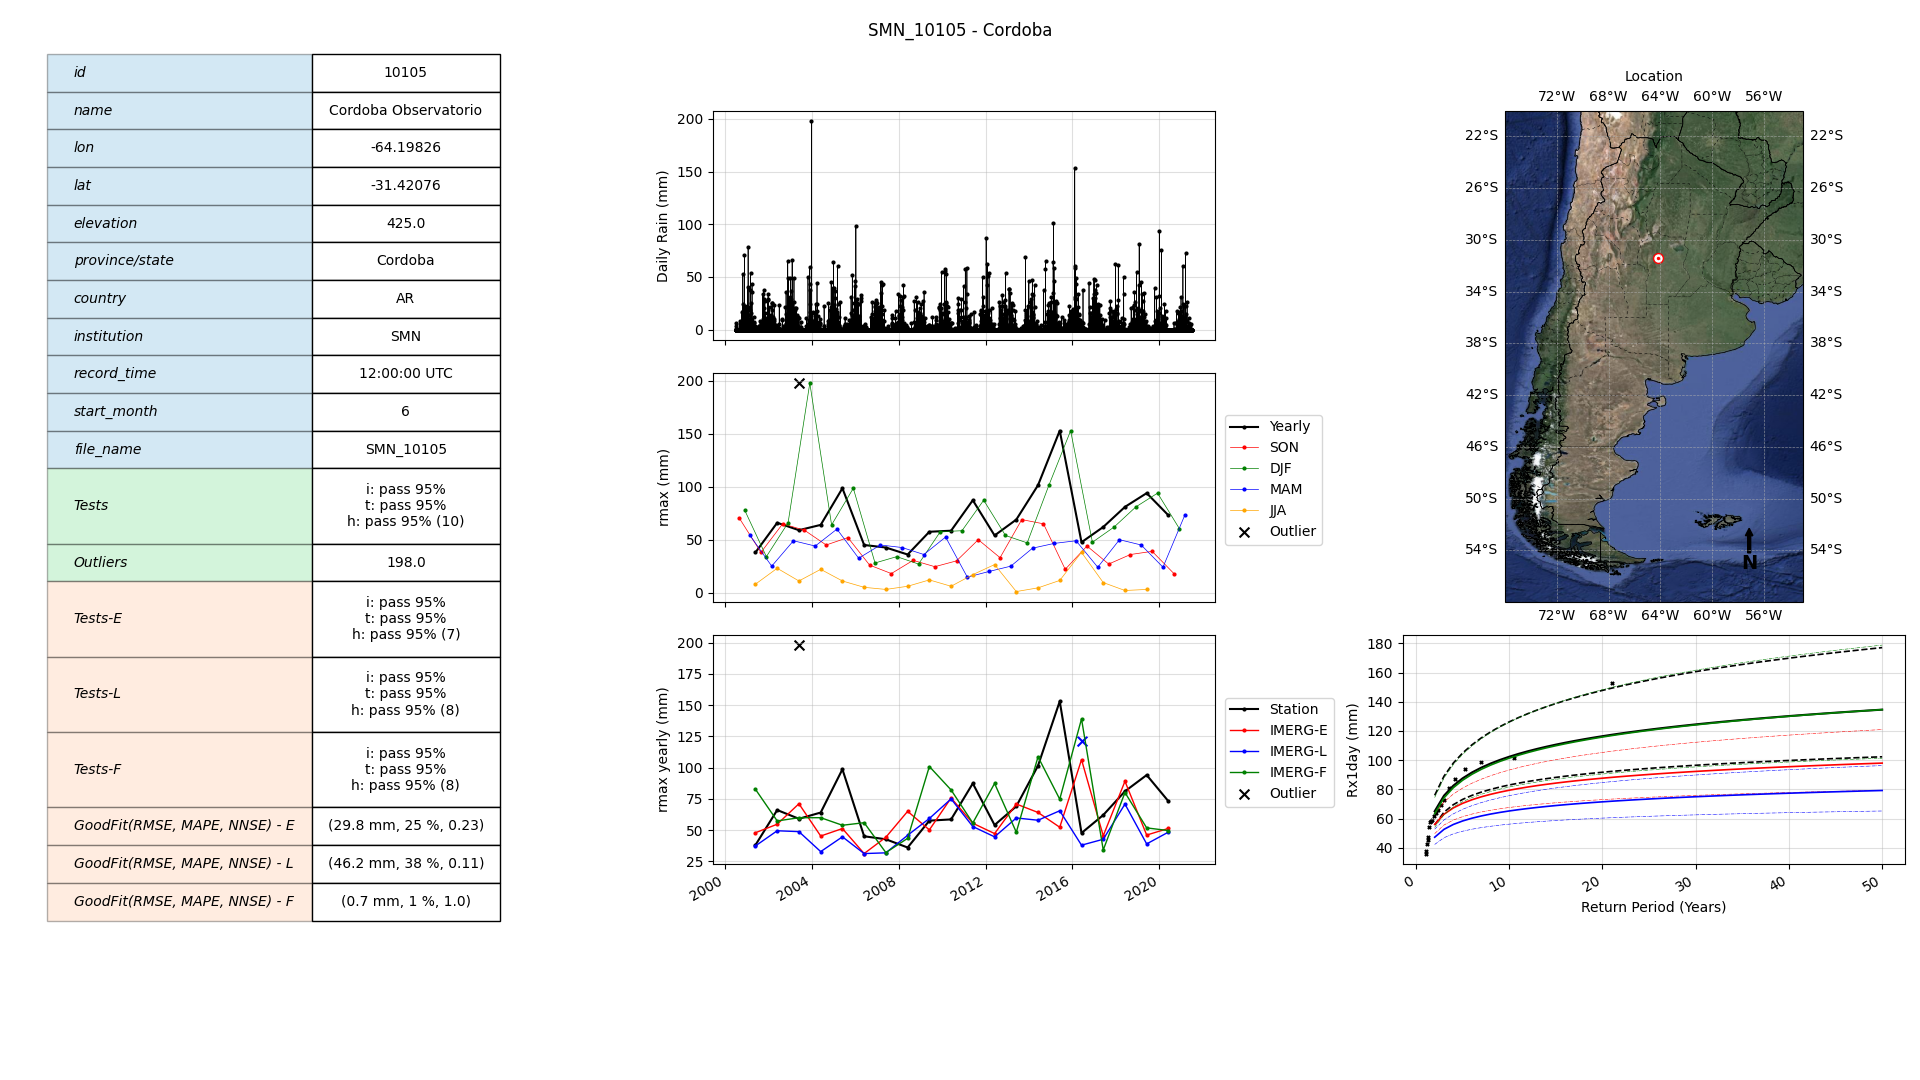 SMN_10105 - Cordoba
id 10105
name Cordoba Observatorio
lon -64.19826
lat -31.42076
elevation 425.0
province/state Cordoba
country AR
institution SMN
record_time 12:00:00 UTC
start_month 6
file_name SMN_10105
Tests
i: pass 95%
t: pass 95%
h: pass 95% (10)
Outliers 198.0
Tests-E
i: pass 95%
t: pass 95%
h: pass 95% (7)
Tests-L
i: pass 95%
t: pass 95%
h: pass 95% (8)
Tests-F
i: pass 95%
t: pass 95%
h: pass 95% (8)
GoodFit(RMSE, MAPE, NNSE) - E (29.8 mm, 25 %, 0.23)
GoodFit(RMSE, MAPE, NNSE) - L (46.2 mm, 38 %, 0.11)
GoodFit(RMSE, MAPE, NNSE) - F (0.7 mm, 1 %, 1.0)
Daily Rain (mm)
200
150
100
50
0
rmax (mm)
200
150
100
50
0
Yearly
SON
DJF
MAM
JJA
Outlier
rmax yearly (mm)
200
175
150
125
100
75
50
25
2000 2004 2008 2012 2016 2020
Station
IMERG-E
IMERG-L
IMERG-F
Outlier
Location
72°W 68°W 64°W 60°W 56°W
22°S 22°S
26°S 26°S
30°S 30°S
34°S 34°S
38°S 38°S
42°S 42°S
46°S 46°S
50°S 50°S
54°S 54°S
N
72°W 68°W 64°W 60°W 56°W
Rx1day (mm)
180
160
140
120
100
80
60
40
0 10 20 30 40 50
Return Period (Years)